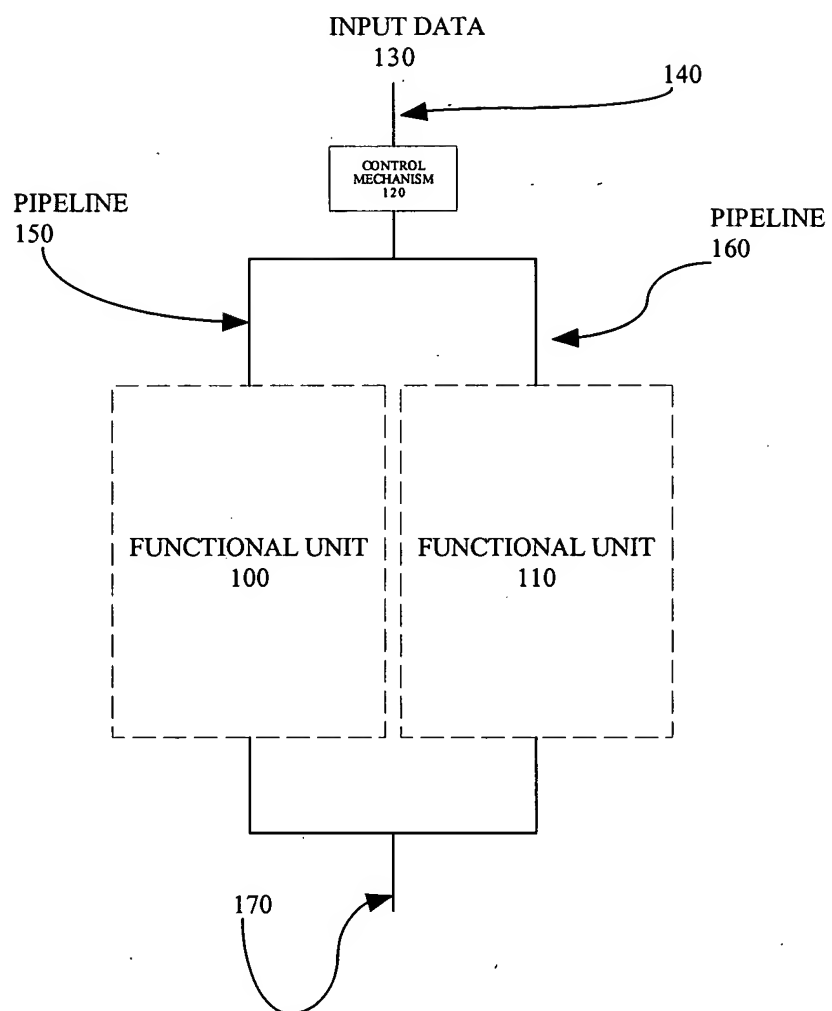 INPUT DATA
130
140
CONTROL
MECHANISM
120
PIPELINE
150
PIPELINE
160
FUNCTIONAL UNIT
100
FUNCTIONAL UNIT
110
170